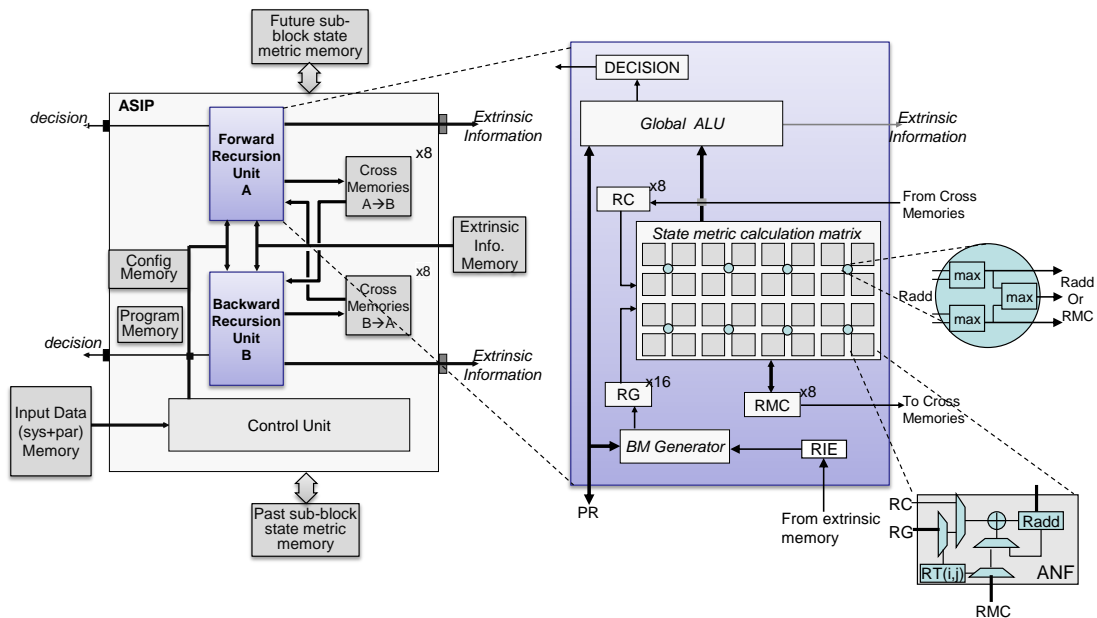 Future sub-
block state
metric memory
ASIP
decision
Forward
Recursion
Unit
A
Extrinsic
Information
x8
Cross
Memories
A→B
Extrinsic
Info.
Memory
Config
Memory
Program
Memory
Backward
Recursion
Unit
B
x8
Cross
Memories
B→A
decision
Extrinsic
Information
Input Data
(sys+par)
Memory
Control Unit
Past sub-block
state metric
memory
DECISION
Global ALU
Extrinsic
Information
x8
RC
From Cross
Memories
State metric calculation matrix
x16
RG
x8
RMC
To Cross
Memories
BM Generator
RIE
PR
From extrinsic
memory
max
max
max
Radd
Radd
Or
RMC
RC
RG
Radd
RT(i,j)
ANF
RMC